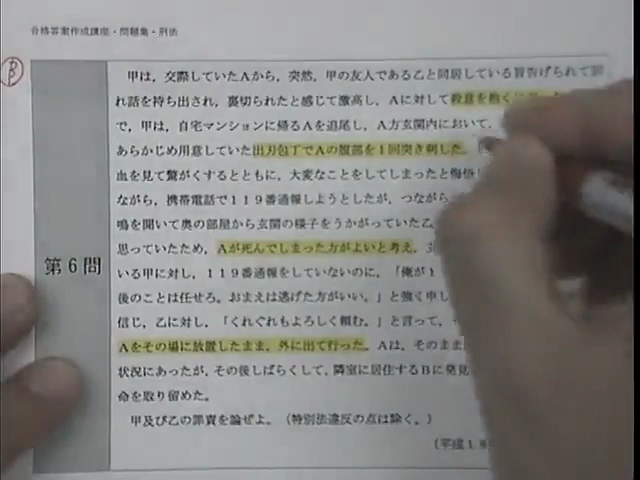 合格答案作成講座・問題集・刑法
β
第6問
甲は，交際していたAから，突然，甲の友人である乙と同居している旨告げられて別
れ話を持ち出され，裏切られたと感じて激高し，Aに対して殺意を抱くに
で，甲は，自宅マンションに帰るAを追尾し，A方玄関内において，
あらかじめ用意していた出刃包丁でAの腹部を1回突き刺した。
血を見て驚がくするとともに，大変なことをしてしまったと悔悟
ながら，携帯電話で119番通報しようとしたが，つながら
鳴を聞いて奥の部屋から玄関の様子をうかがっていた乙
思っていたため，Aが死んでしまった方がよいと考え，
いる甲に対し，119番通報をしていないのに，「俺が1
後のことは任せろ。おまえは逃げた方がいい。」と強く申し
信じ，乙に対し，「くれぐれもよろしく頼む。」と言って，
Aをその場に放置したまま，外に出て行った。Aは，そのまま
状況にあったが，その後しばらくして，隣室に居住するBに発見
命を取り留めた。
甲及び乙の罪責を論ぜよ。（特別法違反の点は除く。）
（平成18